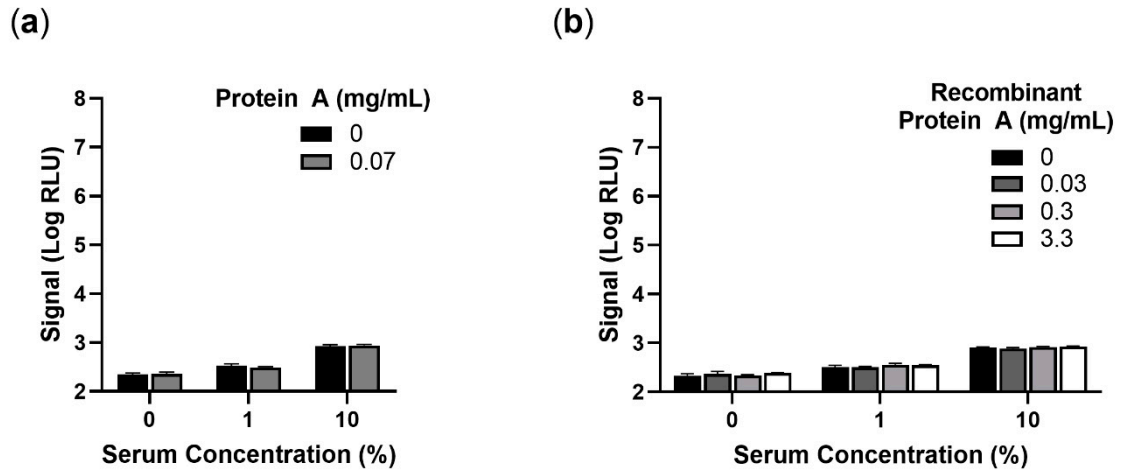 (a)
Protein A (mg/mL)
0
0.07
8
7
6
5
4
3
2
Signal (Log RLU)
0 1 10
Serum Concentration (%)
(b)
Recombinant
Protein A (mg/mL)
0
0.03
0.3
3.3
8
7
6
5
4
3
2
Signal (Log RLU)
0 1 10
Serum Concentration (%)